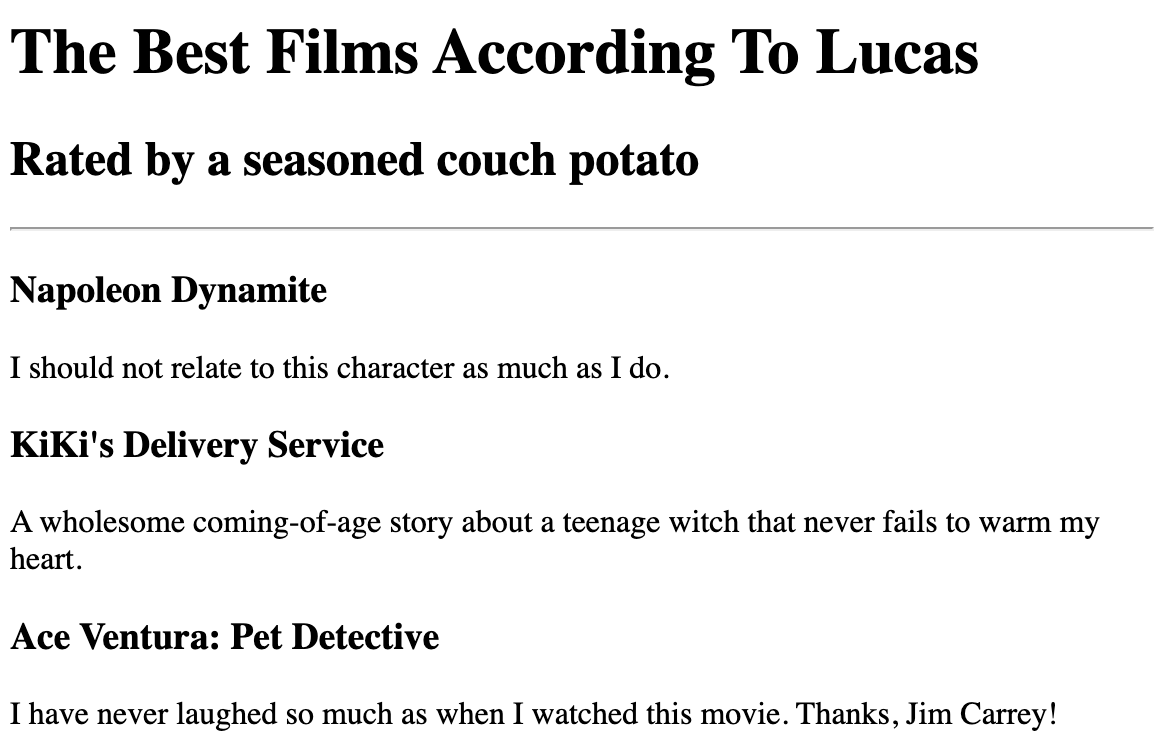 The Best Films According To Lucas
Rated by a seasoned couch potato
Napoleon Dynamite
I should not relate to this character as much as I do.
KiKi's Delivery Service
A wholesome coming-of-age story about a teenage witch that never fails to warm my
heart.
Ace Ventura: Pet Detective
I have never laughed so much as when I watched this movie. Thanks, Jim Carrey!